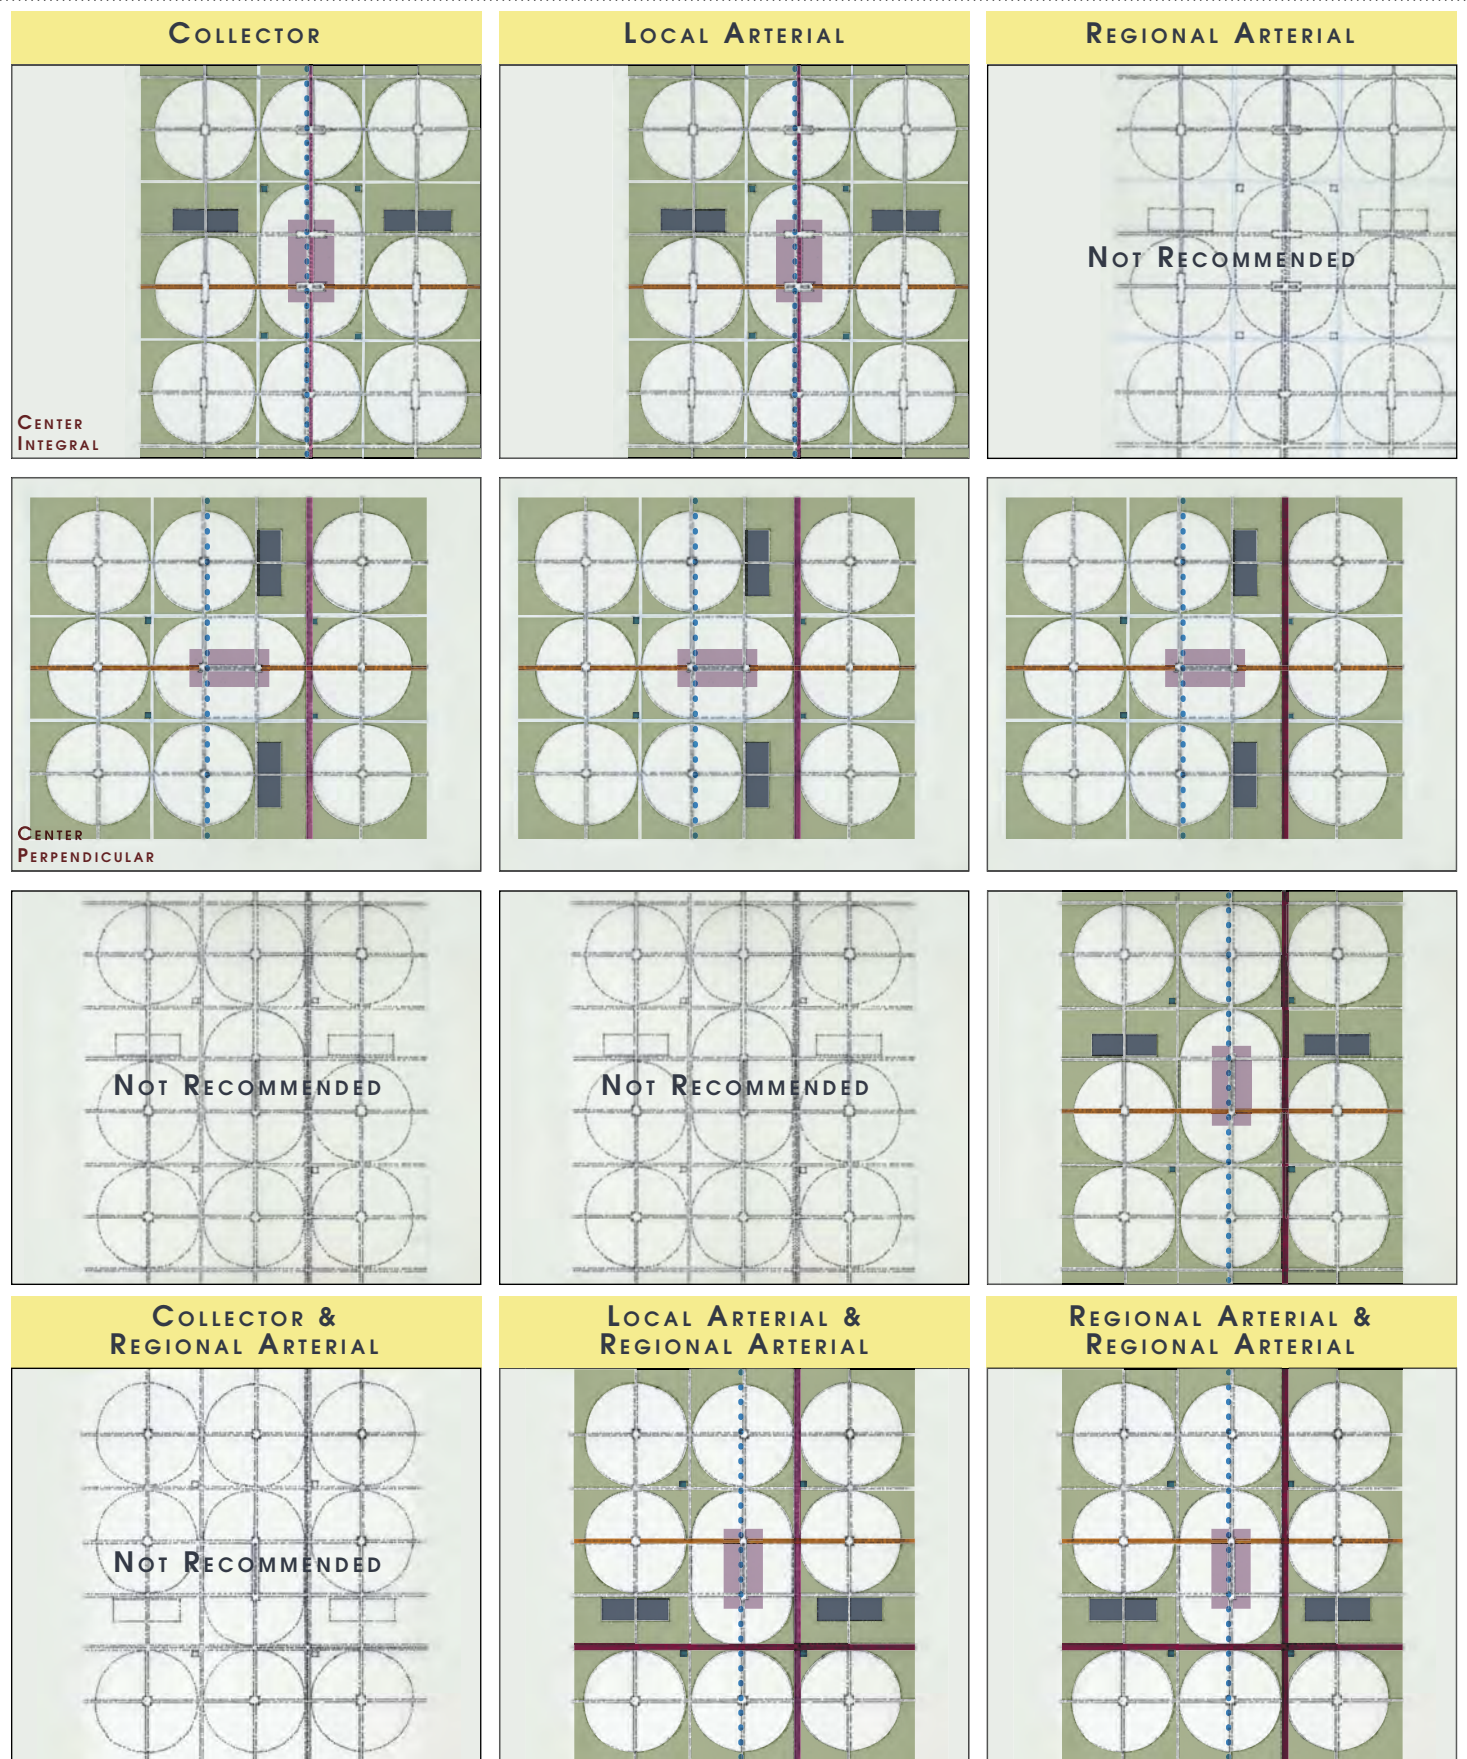 COLLECTOR
LOCAL ARTERIAL
REGIONAL ARTERIAL
NOT RECOMMENDED
CENTER
INTEGRAL
CENTER
PERPENDICULAR
NOT RECOMMENDED
NOT RECOMMENDED
COLLECTOR &
REGIONAL ARTERIAL
LOCAL ARTERIAL &
REGIONAL ARTERIAL
REGIONAL ARTERIAL &
REGIONAL ARTERIAL
NOT RECOMMENDED